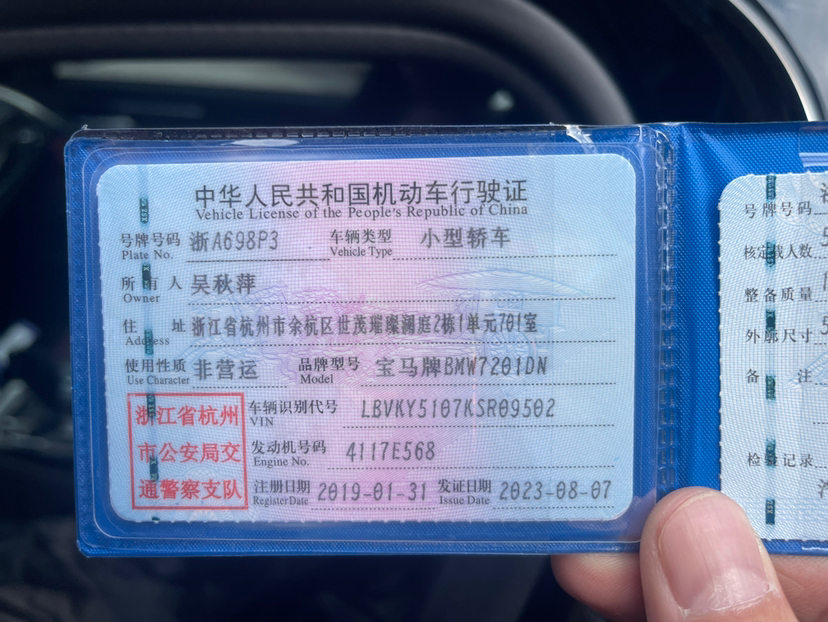 中华人民共和国机动车行驶证
Vehicle License of the People's Republic of China
号牌号码 浙A698P3 车辆类型 小型轿车
Plate No. Vehicle Type
所有人 吴秋萍
Owner
住址 浙江省杭州市余杭区世茂璀璨澜庭2栋1单元701室
Address
使用性质 非营运 品牌型号 宝马牌BMW7201DN
Use Character Model
浙江省杭州
市公安局交
通警察支队
车辆识别代号 LBVKY5107KSR09502
VIN
发动机号码 4117E568
Engine No.
注册日期 2019-01-31 发证日期 2023-08-07
Register Date Issue Date
号牌号码
核定载人数
整备质量
外廓尺寸
备注
检验记录